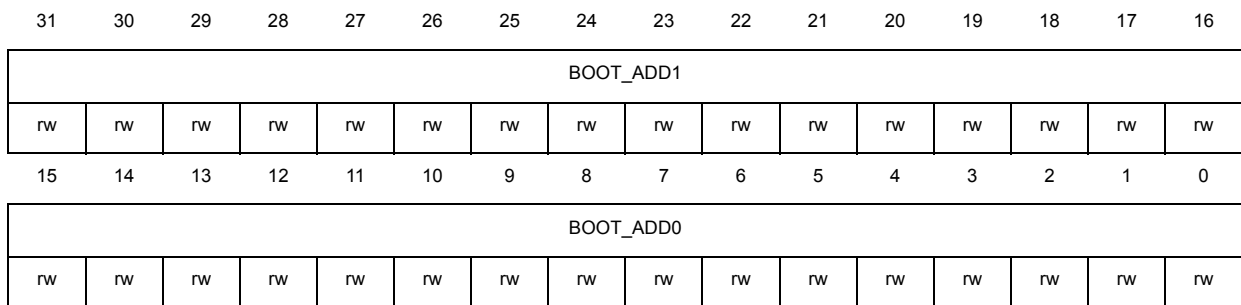 31 30 29 28 27 26 25 24 23 22 21 20 19 18 17 16
BOOT_ADD1
rw rw rw rw rw rw rw rw rw rw rw rw rw rw rw rw
15 14 13 12 11 10 9 8 7 6 5 4 3 2 1 0
BOOT_ADD0
rw rw rw rw rw rw rw rw rw rw rw rw rw rw rw rw